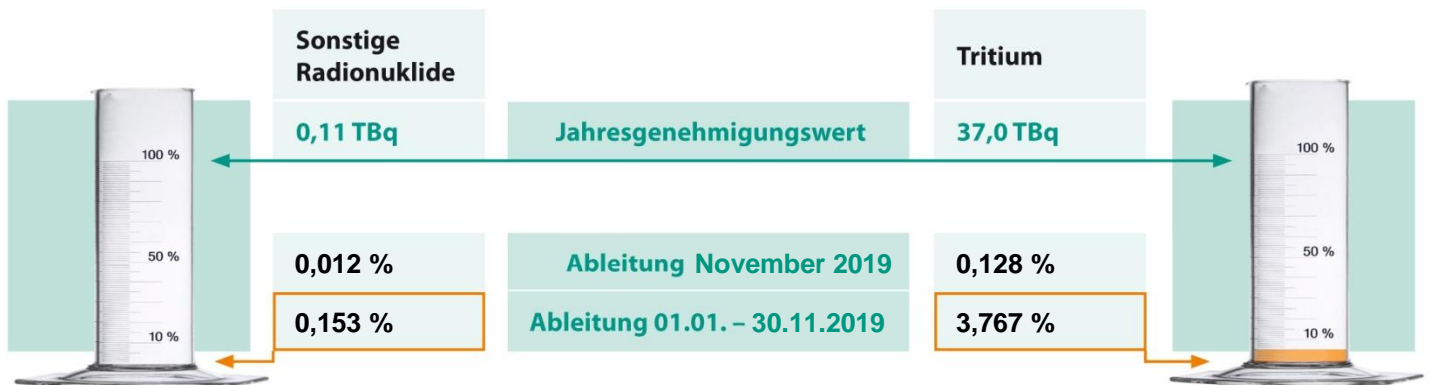 Sonstige
Radionuklide
Tritium
0,11 TBq
Jahresgenehmigungswert
37,0 TBq
100 %
100 %
50 %
50 %
0,012 %
Ableitung November 2019
0,128 %
0,153 %
Ableitung 01.01. – 30.11.2019
3,767 %
10 %
10 %